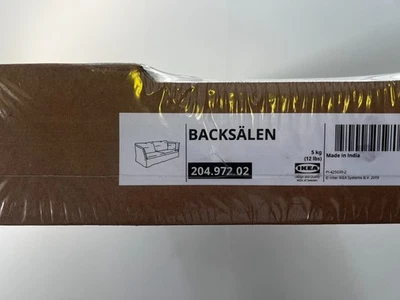 BACKSÄLEN
5 kg
(12 lbs)
Made in India
204.972.02
IKEA